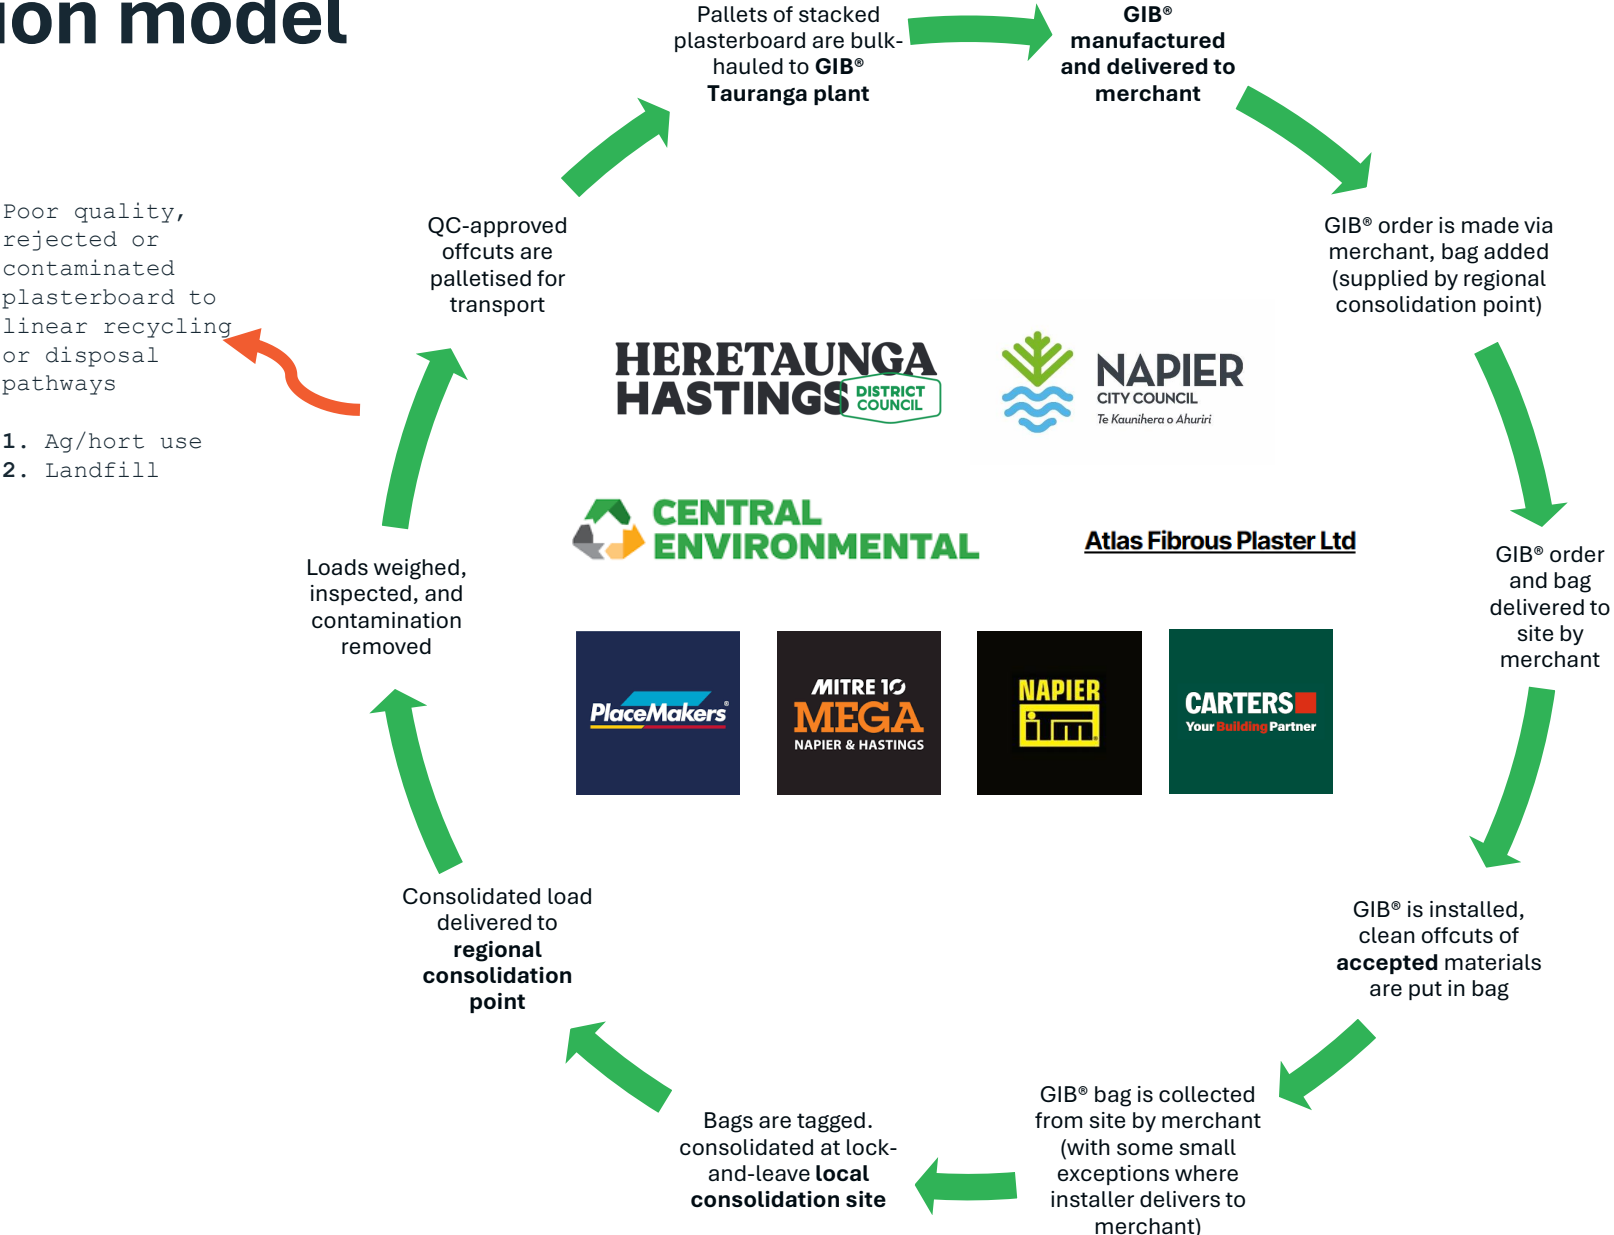 ion model
Pallets of stacked
plasterboard are bulk-
hauled to GIB®
Tauranga plant
GIB®
manufactured
and delivered to
merchant
GIB® order is made via
merchant, bag added
(supplied by regional
consolidation point)
GIB® order
and bag
delivered to
site by
merchant
GIB® is installed,
clean offcuts of
accepted materials
are put in bag
GIB® bag is collected
from site by merchant
(with some small
exceptions where
installer delivers to
merchant)
Bags are tagged.
consolidated at lock-
and-leave local
consolidation site
Consolidated load
delivered to
regional
consolidation
point
Loads weighed,
inspected, and
contamination
removed
QC-approved
offcuts are
palletised for
transport
Poor quality,
rejected or
contaminated
plasterboard to
linear recycling
or disposal
pathways
1. Ag/hort use
2. Landfill
HERETAUNGA
HASTINGS
DISTRICT
COUNCIL
NAPIER
CITY COUNCIL
Te Kaunihera o Ahuriri
CENTRAL
ENVIRONMENTAL
Atlas Fibrous Plaster Ltd
PlaceMakers®
MITRE 10
MEGA
NAPIER & HASTINGS
NAPIER
itm
CARTERS
Your Building Partner